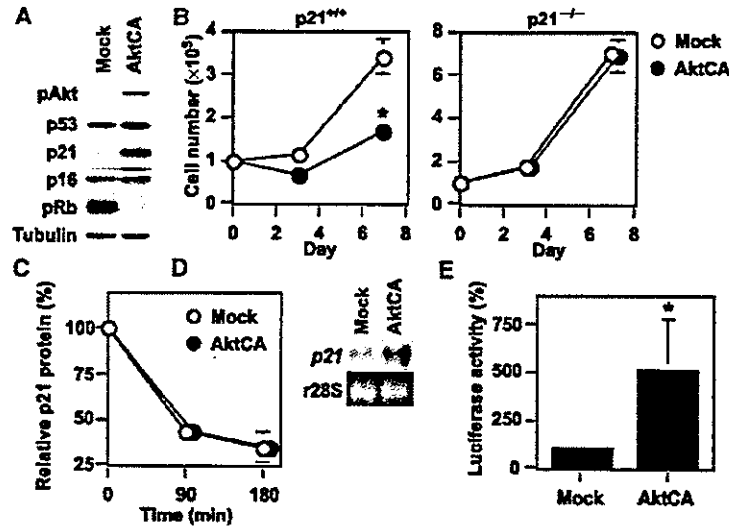 A
Mock
AktCA
pAkt
p53
p21
p16
pRb
Tubulin
B
p21+/+
Cell number (×10⁵)
4
3
2
1
0
0 2 4 6 8
Day
p21−/−
8
6
4
2
0
0 2 4 6 8
Day
Mock
AktCA
*
C
Relative p21 protein (%)
100
75
50
25
0 90 180
Time (min)
Mock
AktCA
D
Mock
AktCA
p21
r28S
E
Luciferase activity (%)
750
500
250
0
*
Mock
AktCA